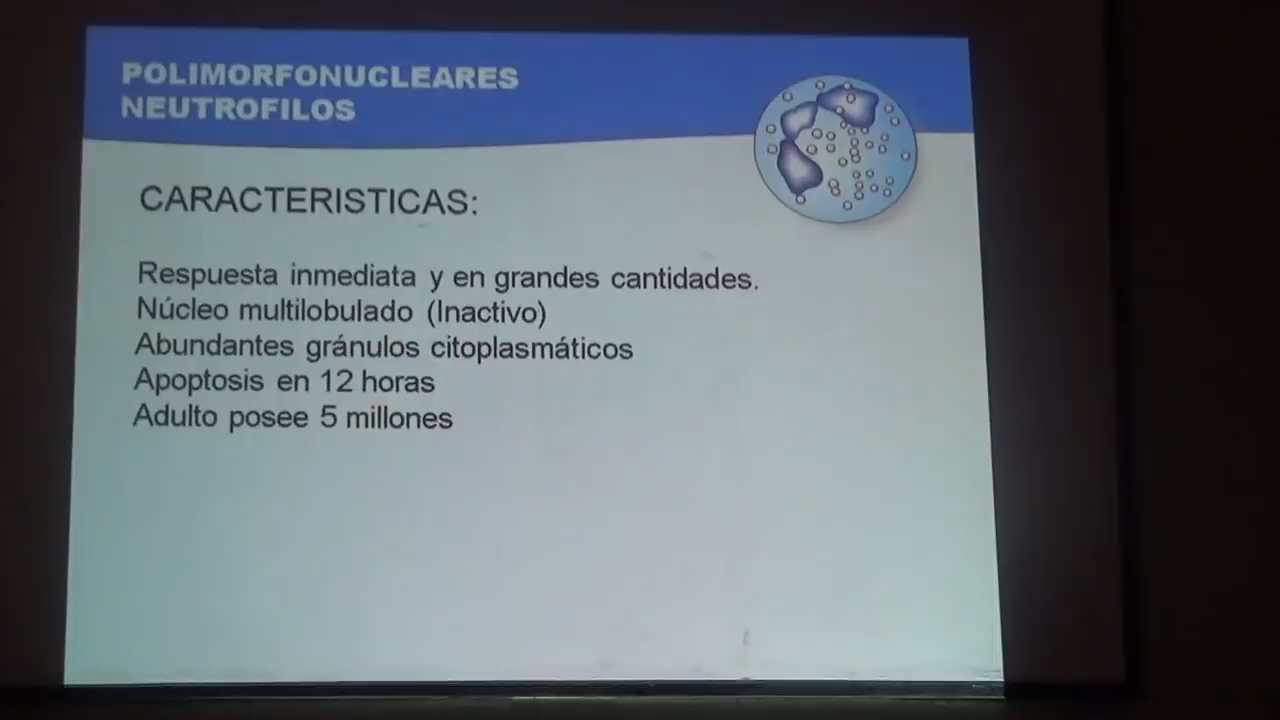 POLIMORFONUCLEARES
NEUTROFILOS
CARACTERISTICAS:
Respuesta inmediata y en grandes cantidades.
Núcleo multilobulado (Inactivo)
Abundantes gránulos citoplasmáticos
Apoptosis en 12 horas
Adulto posee 5 millones